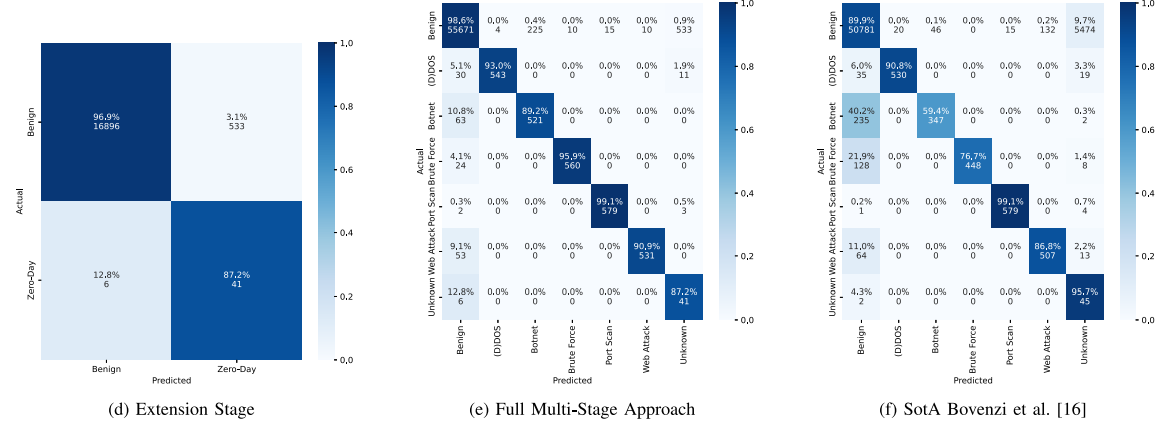 Benign
96.9%
16896
3.1%
533
Zero-Day
12.8%
6
87.2%
41
Actual
Benign
Zero-Day
Predicted
1,0
0.8
0.6
0.4
0.2
0,0
(d) Extension Stage
Benign
98.6% 0.0% 0.4% 0.0% 0.0% 0.0% 0.9%
55671 4 225 10 15 10 533
(D)DOS
5.1% 93.0% 0.0% 0.0% 0.0% 0.0% 1.9%
30 543 0 0 0 0 11
Botnet
10.8% 0.0% 89.2% 0.0% 0.0% 0.0% 0.0%
63 0 521 0 0 0 0
Brute Force
4.1% 0.0% 0.0% 95.9% 0.0% 0.0% 0.0%
24 0 0 560 0 0 0
Port Scan
0.3% 0.0% 0.0% 0.0% 99.1% 0.0% 0.5%
2 0 0 0 579 0 3
Web Attack
9.1% 0.0% 0.0% 0.0% 0.0% 90.9% 0.0%
53 0 0 0 0 531 0
Unknown
12.8% 0.0% 0.0% 0.0% 0.0% 0.0% 87.2%
6 0 0 0 0 0 41
Actual
Benign
(D)DOS
Botnet
Brute Force
Port Scan
Web Attack
Unknown
Predicted
1,0
0.8
0.6
0.4
0.2
0,0
(e) Full Multi-Stage Approach
Benign
89,9% 0.0% 0.1% 0.0% 0.0% 0.2% 9.7%
50781 20 46 0 15 132 5474
(D)DOS
6.0% 90.8% 0.0% 0.0% 0.0% 0.0% 3.3%
35 530 0 0 0 0 19
Botnet
40.2% 0.0% 59.4% 0.0% 0.0% 0.0% 0.3%
235 0 347 0 0 0 2
Brute Force
21,9% 0.0% 0.0% 76.7% 0.0% 0.0% 1.4%
128 0 0 448 0 0 8
Port Scan
0.2% 0.0% 0.0% 0.0% 99.1% 0.0% 0.7%
1 0 0 0 579 0 4
Web Attack
11,0% 0.0% 0.0% 0.0% 0.0% 86,8% 2,2%
64 0 0 0 0 507 13
Unknown
4.3% 0.0% 0.0% 0.0% 0.0% 0.0% 95.7%
2 0 0 0 0 0 45
Actual
Benign
(D)DOS
Botnet
Brute Force
Port Scan
Web Attack
Unknown
Predicted
1,0
0.8
0.6
0.4
0.2
0,0
(f) SotA Bovenzi et al. [16]